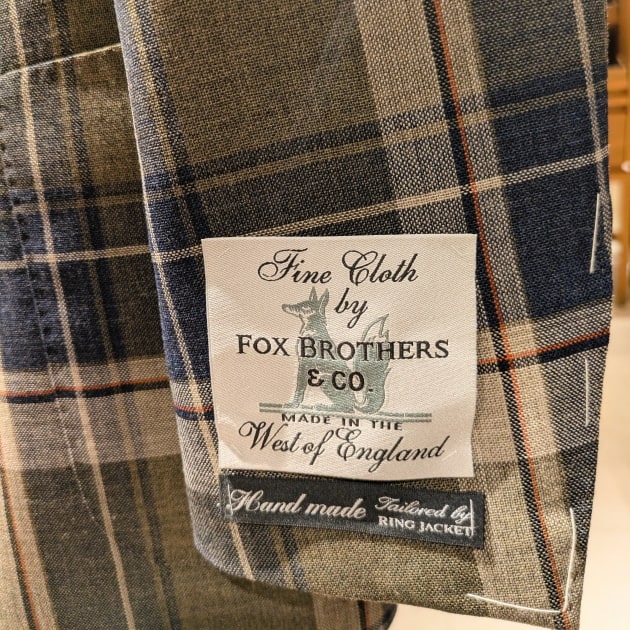 Fine Cloth
by
FOX BROTHERS
& CO.
MADE IN THE
West of England
Hand made Tailored by
RING JACKET